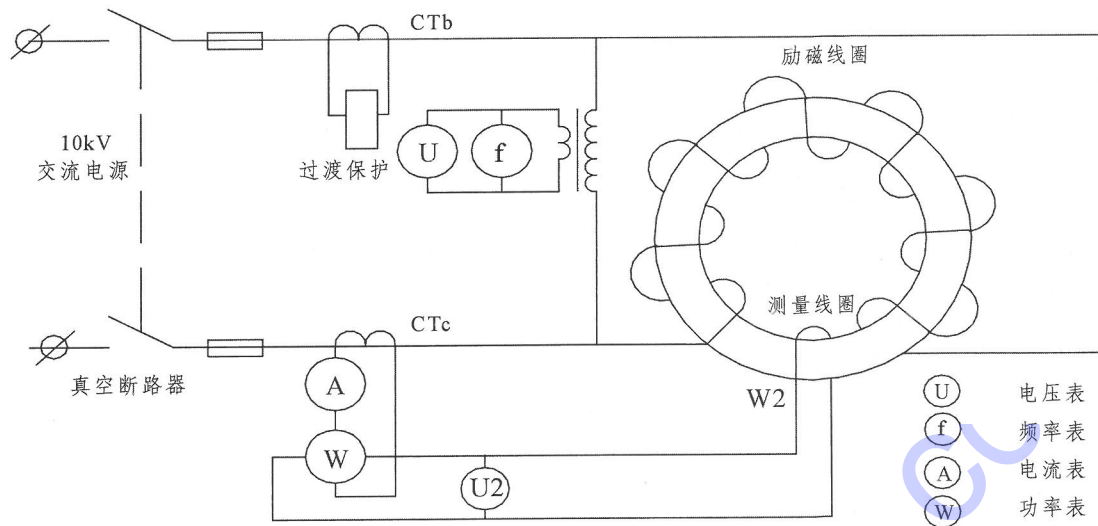 CTb
励磁线圈
10kV
交流电源
过渡保护
U
f
CTc
测量线圈
真空断路器
A
W
W2
U2
U 电压表
f 频率表
A 电流表
W 功率表